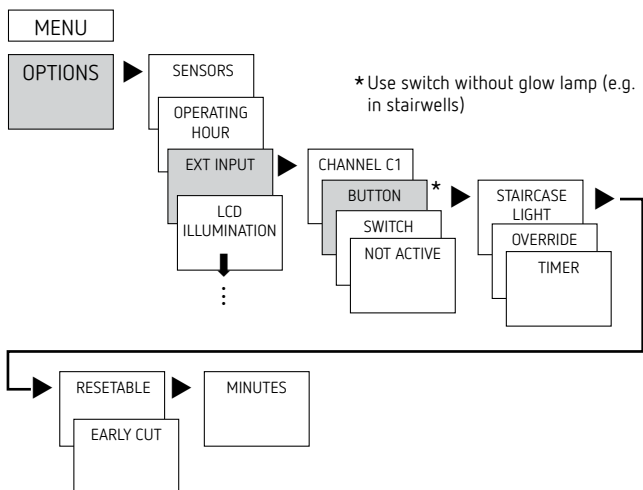 MENU
OPTIONS
SENSORS
OPERATING
HOUR
EXT INPUT
LCD
ILLUMINATION
* Use switch without glow lamp (e.g.
in stairwells)
CHANNEL C1
BUTTON
*
SWITCH
NOT ACTIVE
STAIRCASE
LIGHT
OVERRIDE
TIMER
RESETABLE
EARLY CUT
MINUTES